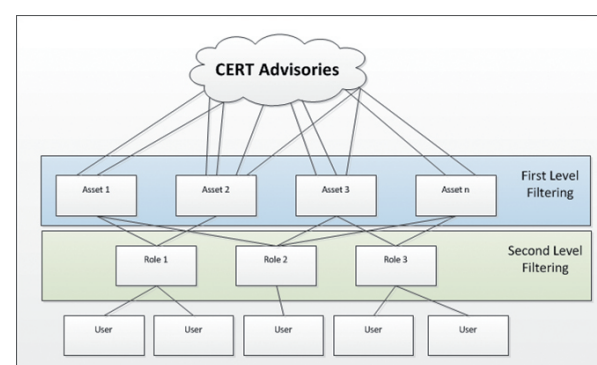 CERT Advisories
First Level
Filtering
Asset 1
Asset 2
Asset 3
Asset n
Second Level
Filtering
Role 1
Role 2
Role 3
User
User
User
User
User